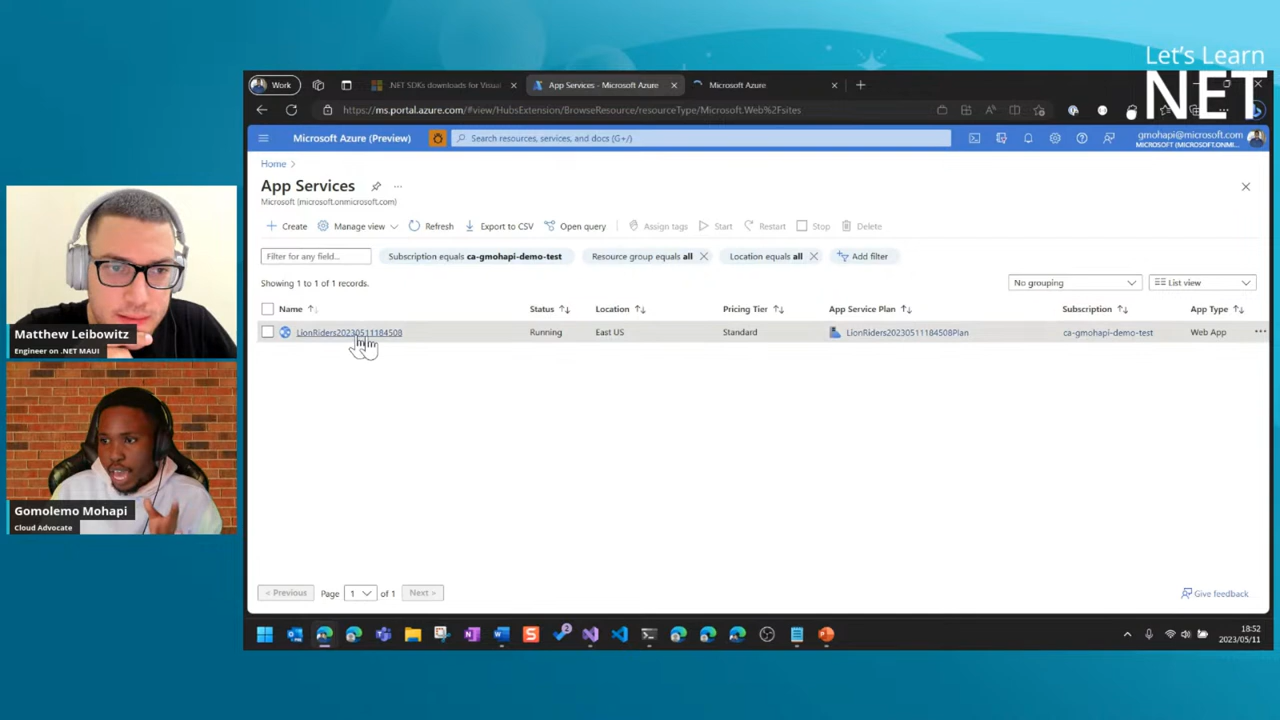 Let's Learn
.NET
Work
.NET SDKs downloads for Visual
App Services - Microsoft Azure
Microsoft Azure
https://ms.portal.azure.com/#view/HubsExtension/BrowseResource/resourceType/Microsoft.Web%2Fsites
Microsoft Azure (Preview)
Search resources, services, and docs (G+/)
gmohapi@microsoft.com
MICROSOFT (MICROSOFT.ONMI...
Home >
App Services
...
Microsoft (microsoft.onmicrosoft.com)
+ Create
Manage view
Refresh
Export to CSV
Open query
Assign tags
Start
Restart
Stop
Delete
Filter for any field...
Subscription equals ca-gmohapi-demo-test
Resource group equals all
Location equals all
Add filter
Showing 1 to 1 of 1 records.
No grouping
List view
Name
Status
Location
Pricing Tier
App Service Plan
Subscription
App Type
LionRiders20230511184508
Running
East US
Standard
LionRiders20230511184508Plan
ca-gmohapi-demo-test
Web App
...
Matthew Leibowitz
Engineer on .NET MAUI
Gomolemo Mohapi
Cloud Advocate
< Previous
Page 1 of 1
Next >
Give feedback
18:52
2023/05/11